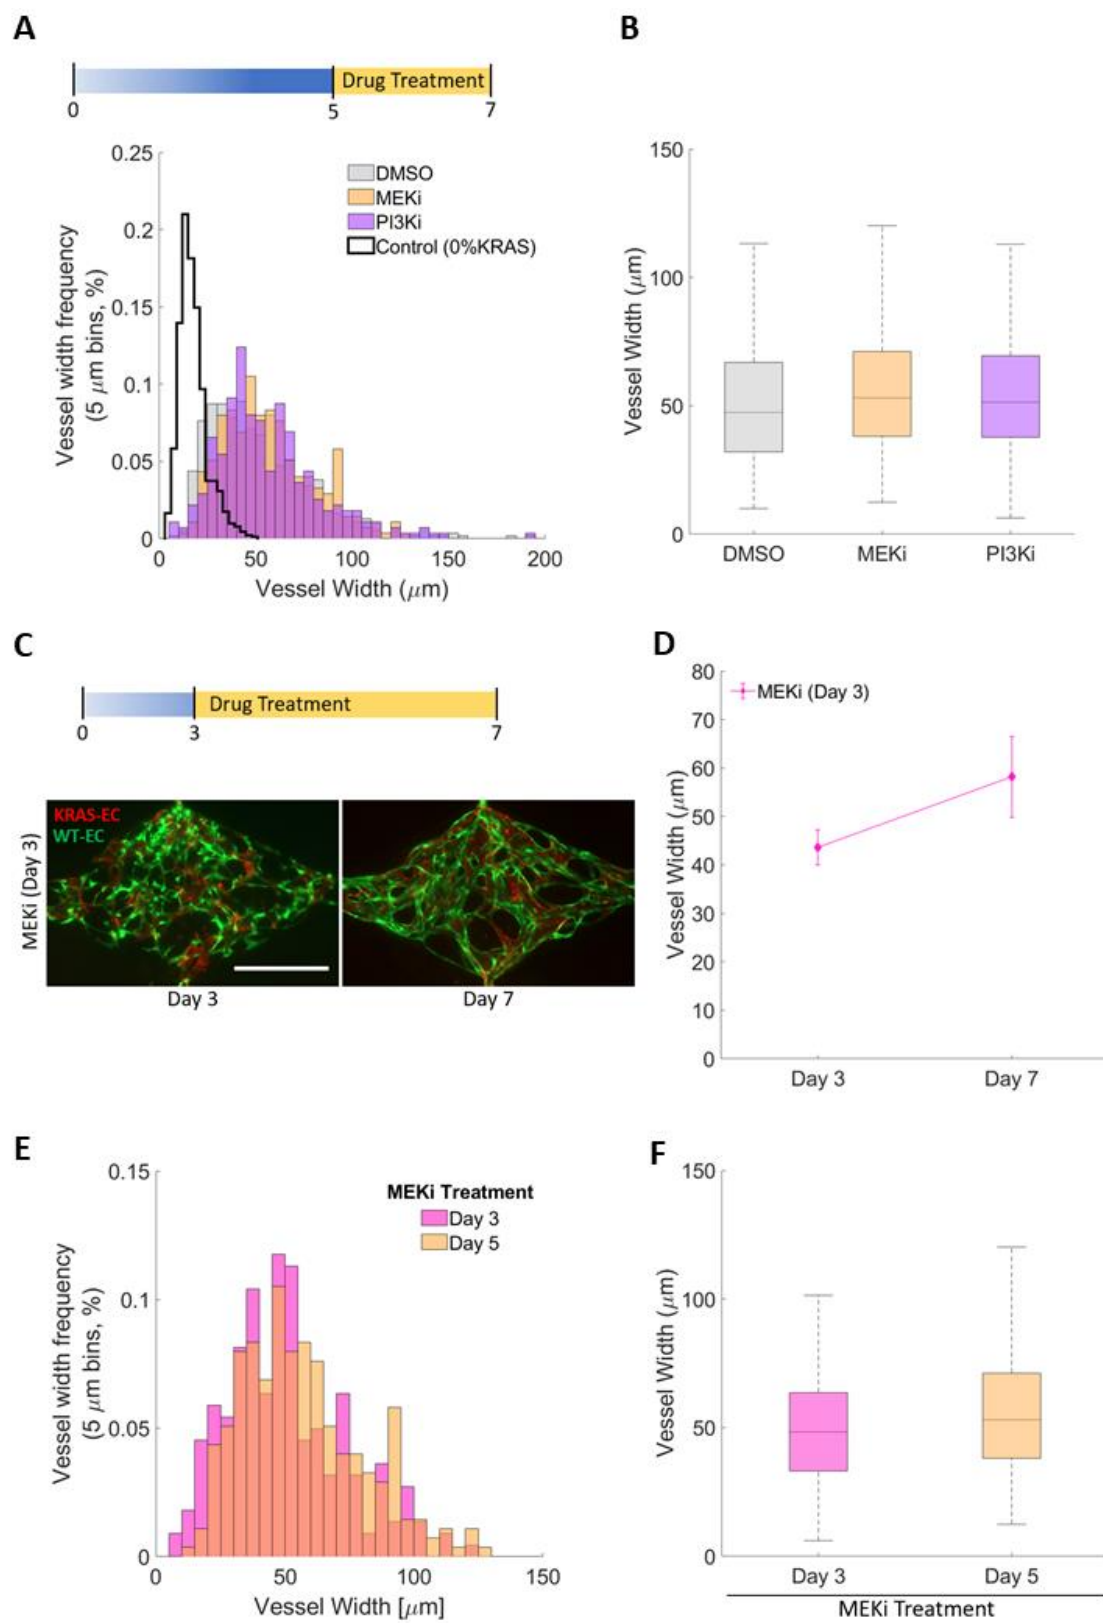 A
Drug Treatment
0 5 7
0.25
0.2
0.15
0.1
0.05
0
Vessel width frequency
(5 μm bins, %)
DMSO
MEKi
PI3Ki
Control (0%KRAS)
0 50 100 150 200
Vessel Width (μm)
B
150
100
50
0
Vessel Width (μm)
DMSO MEKi PI3Ki
C
Drug Treatment
0 3 7
MEKi (Day 3)
KRAS-EC
WT-EC
Day 3 Day 7
D
80
70
60
50
40
30
20
10
0
Vessel Width (μm)
MEKi (Day 3)
Day 3 Day 7
E
0.15
0.1
0.05
0
Vessel width frequency
(5 μm bins, %)
MEKi Treatment
Day 3
Day 5
0 50 100 150
Vessel Width [μm]
F
150
100
50
0
Vessel Width (μm)
Day 3 Day 5
MEKi Treatment